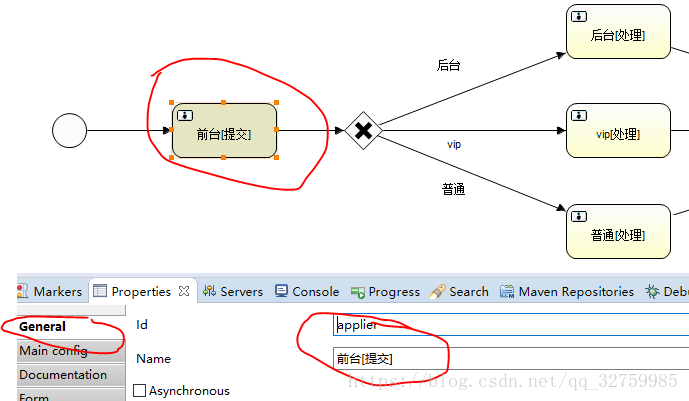 后台[处理]
后台
前台[提交]
vip[处理]
vip
普通
普通[处理]
Markers
Properties
Servers
Console
Progress
Search
Maven Repositories
Debu
General
Id
applier
Main config
Name
前台[提交]
Documentation
https://blog.csdn.net/qq_32759985
Asynchronous
Form